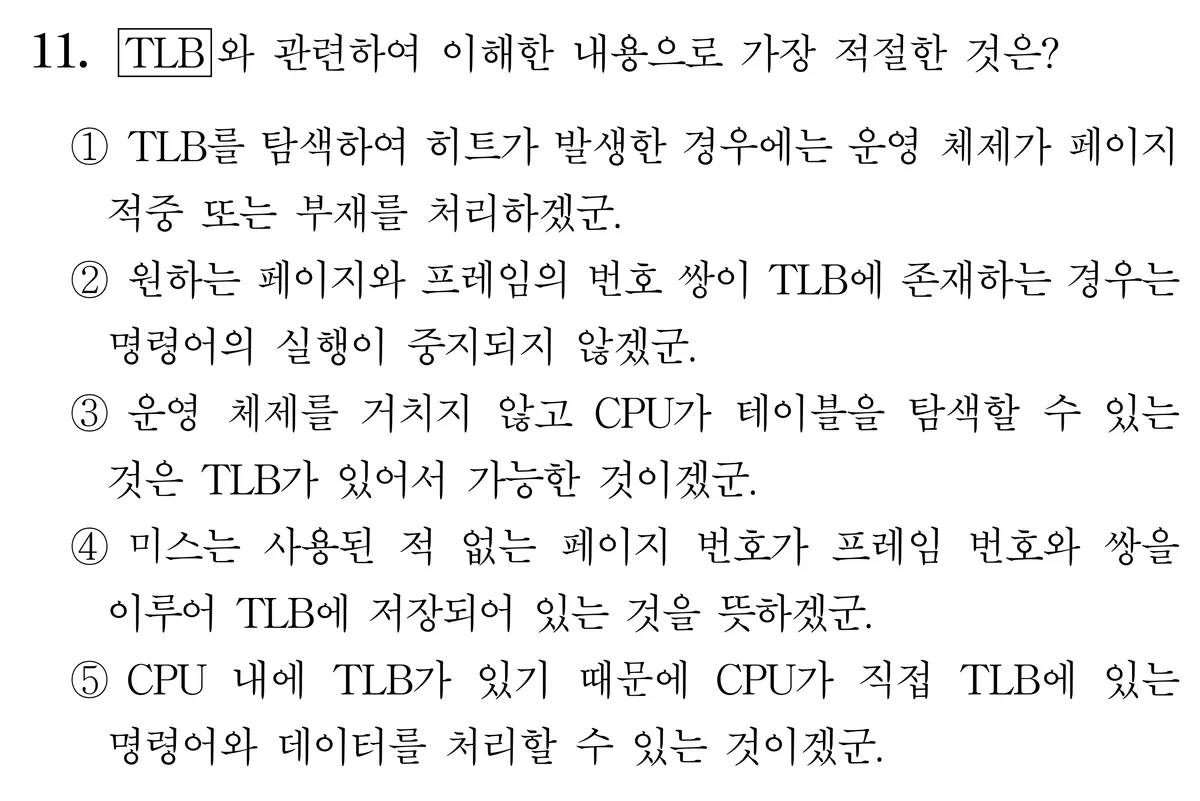 11. TLB와 관련하여 이해한 내용으로 가장 적절한 것은?
① TLB를 탐색하여 히트가 발생한 경우에는 운영 체제가 페이지
적중 또는 부재를 처리하겠군.
② 원하는 페이지와 프레임의 번호 쌍이 TLB에 존재하는 경우는
명령어의 실행이 중지되지 않겠군.
③ 운영 체제를 거치지 않고 CPU가 테이블을 탐색할 수 있는
것은 TLB가 있어서 가능한 것이겠군.
④ 미스는 사용된 적 없는 페이지 번호가 프레임 번호와 쌍을
이루어 TLB에 저장되어 있는 것을 뜻하겠군.
⑤ CPU 내에 TLB가 있기 때문에 CPU가 직접 TLB에 있는
명령어와 데이터를 처리할 수 있는 것이겠군.